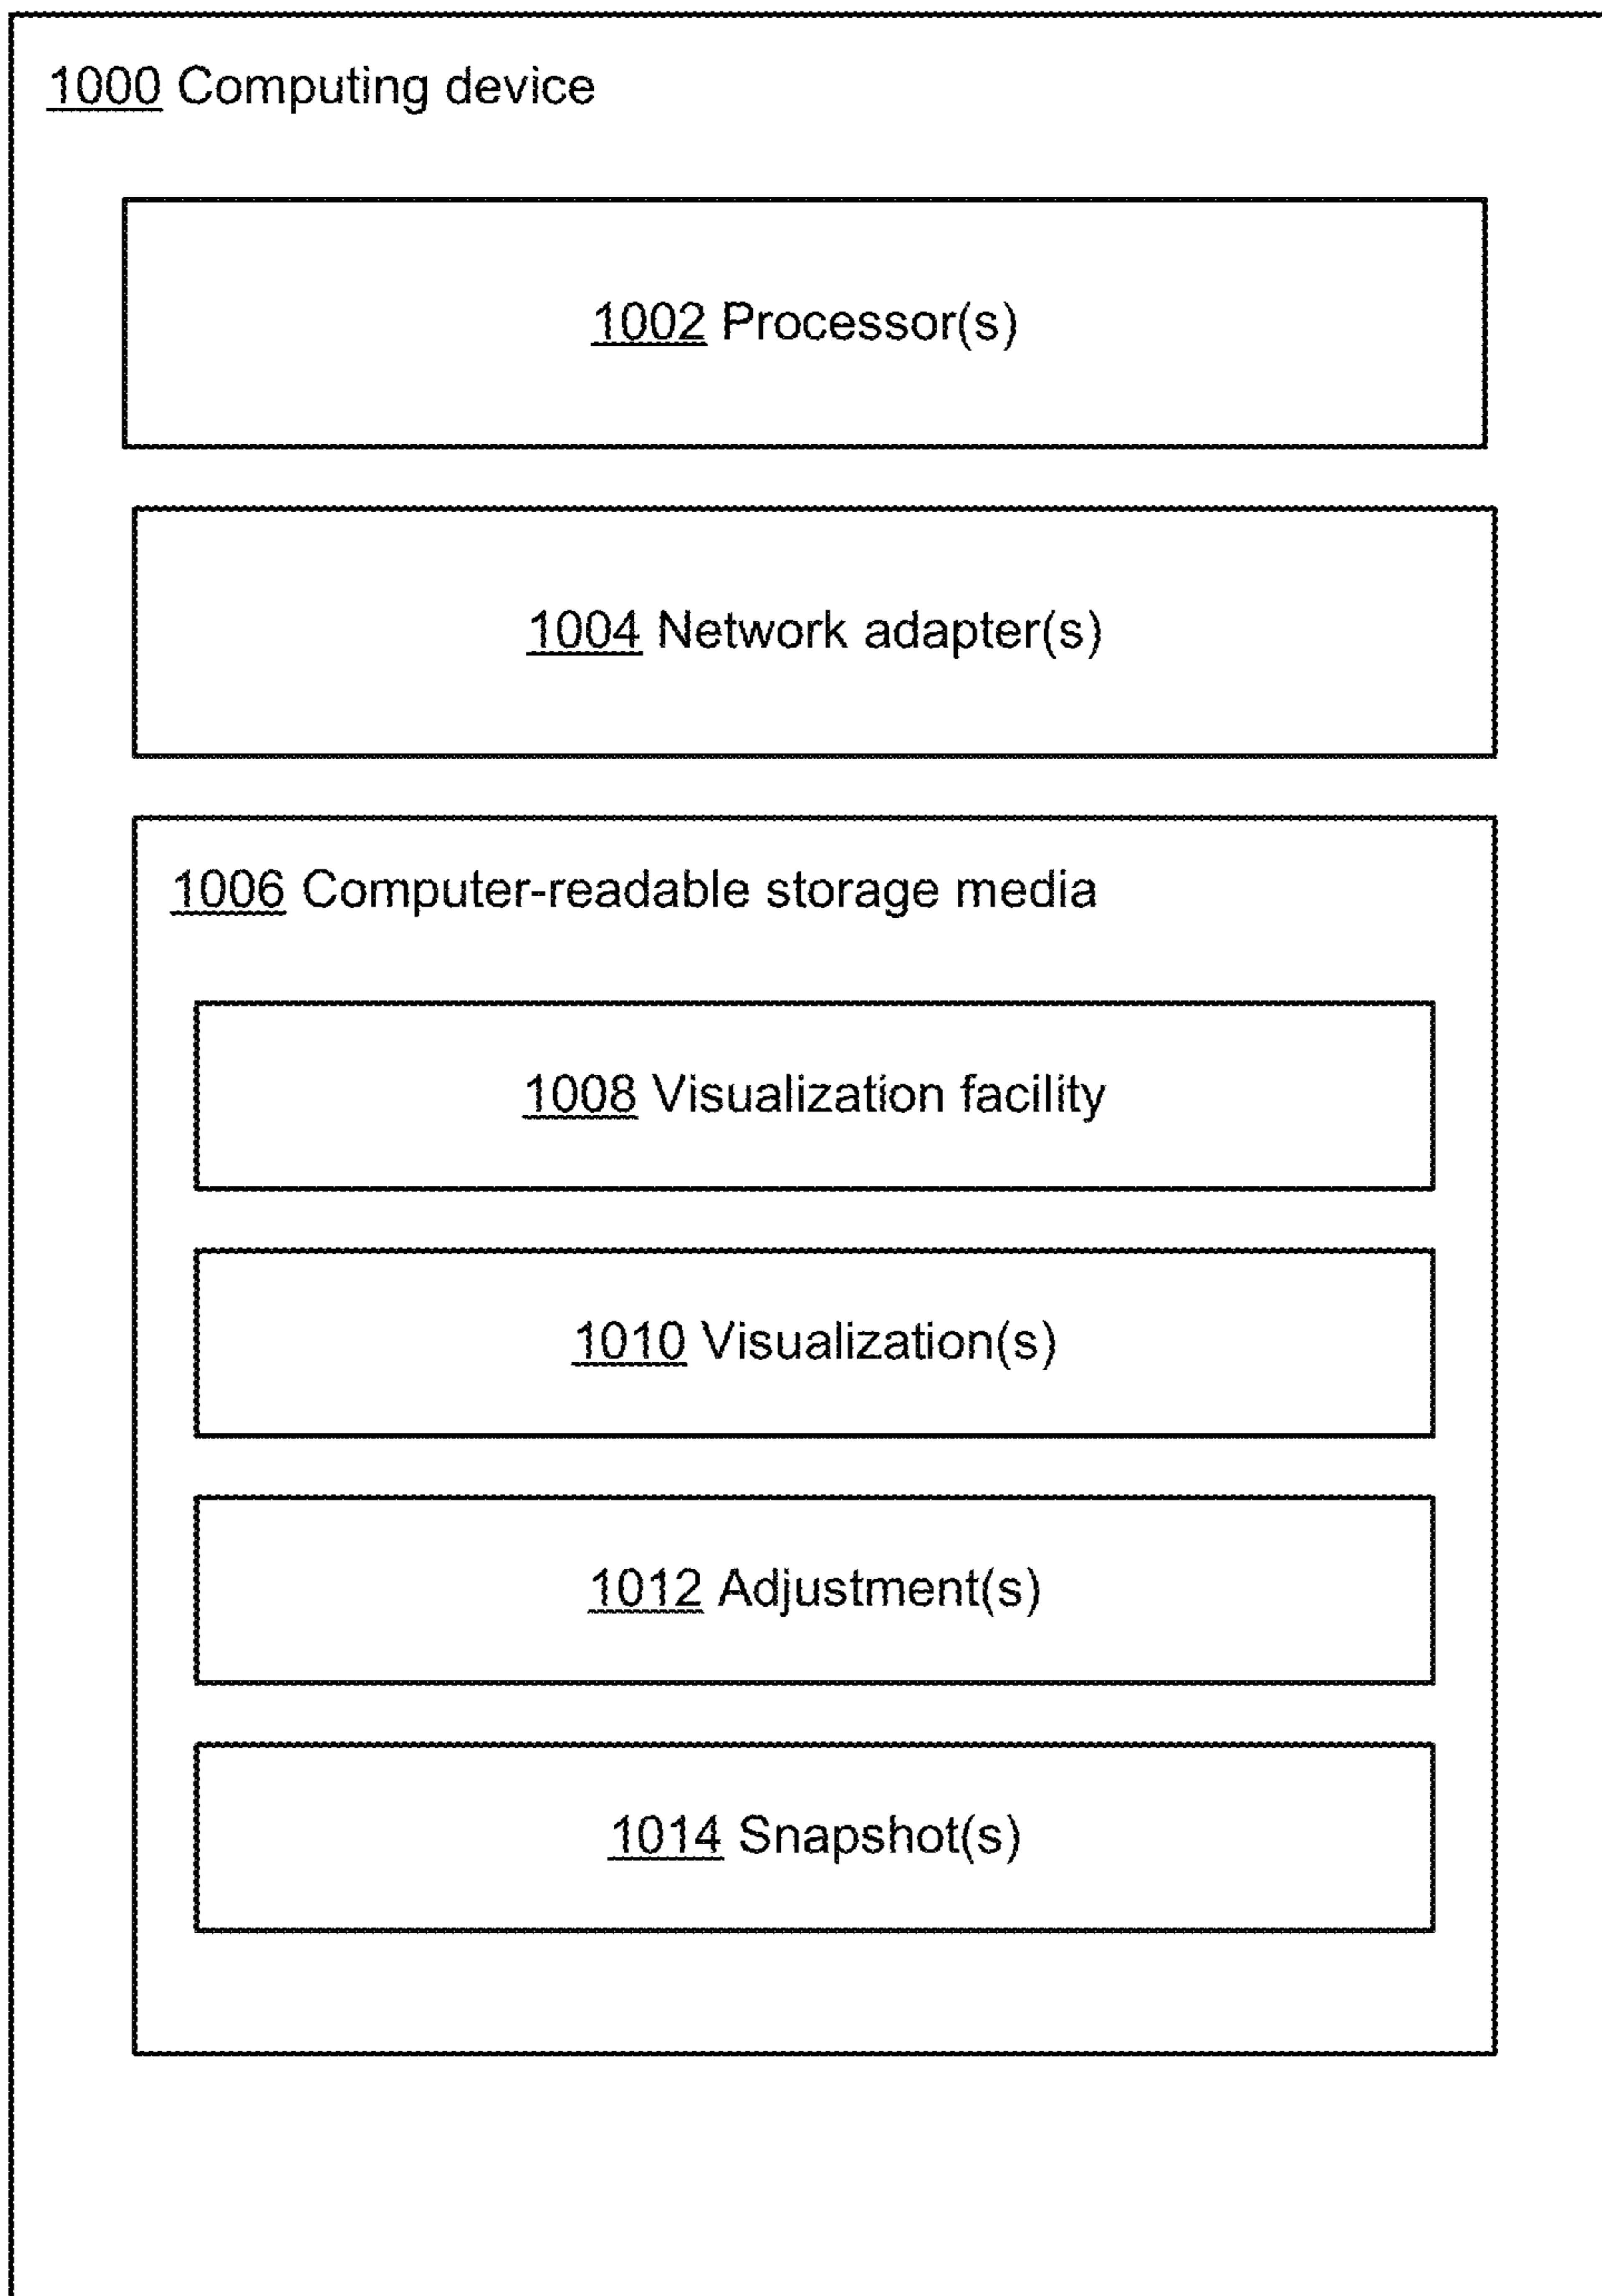 1000 Computing device
1002 Processor(s)
1004 Network adapter(s)
1006 Computer-readable storage media
1008 Visualization facility
1010 Visualization(s)
1012 Adjustment(s)
1014 Snapshot(s)